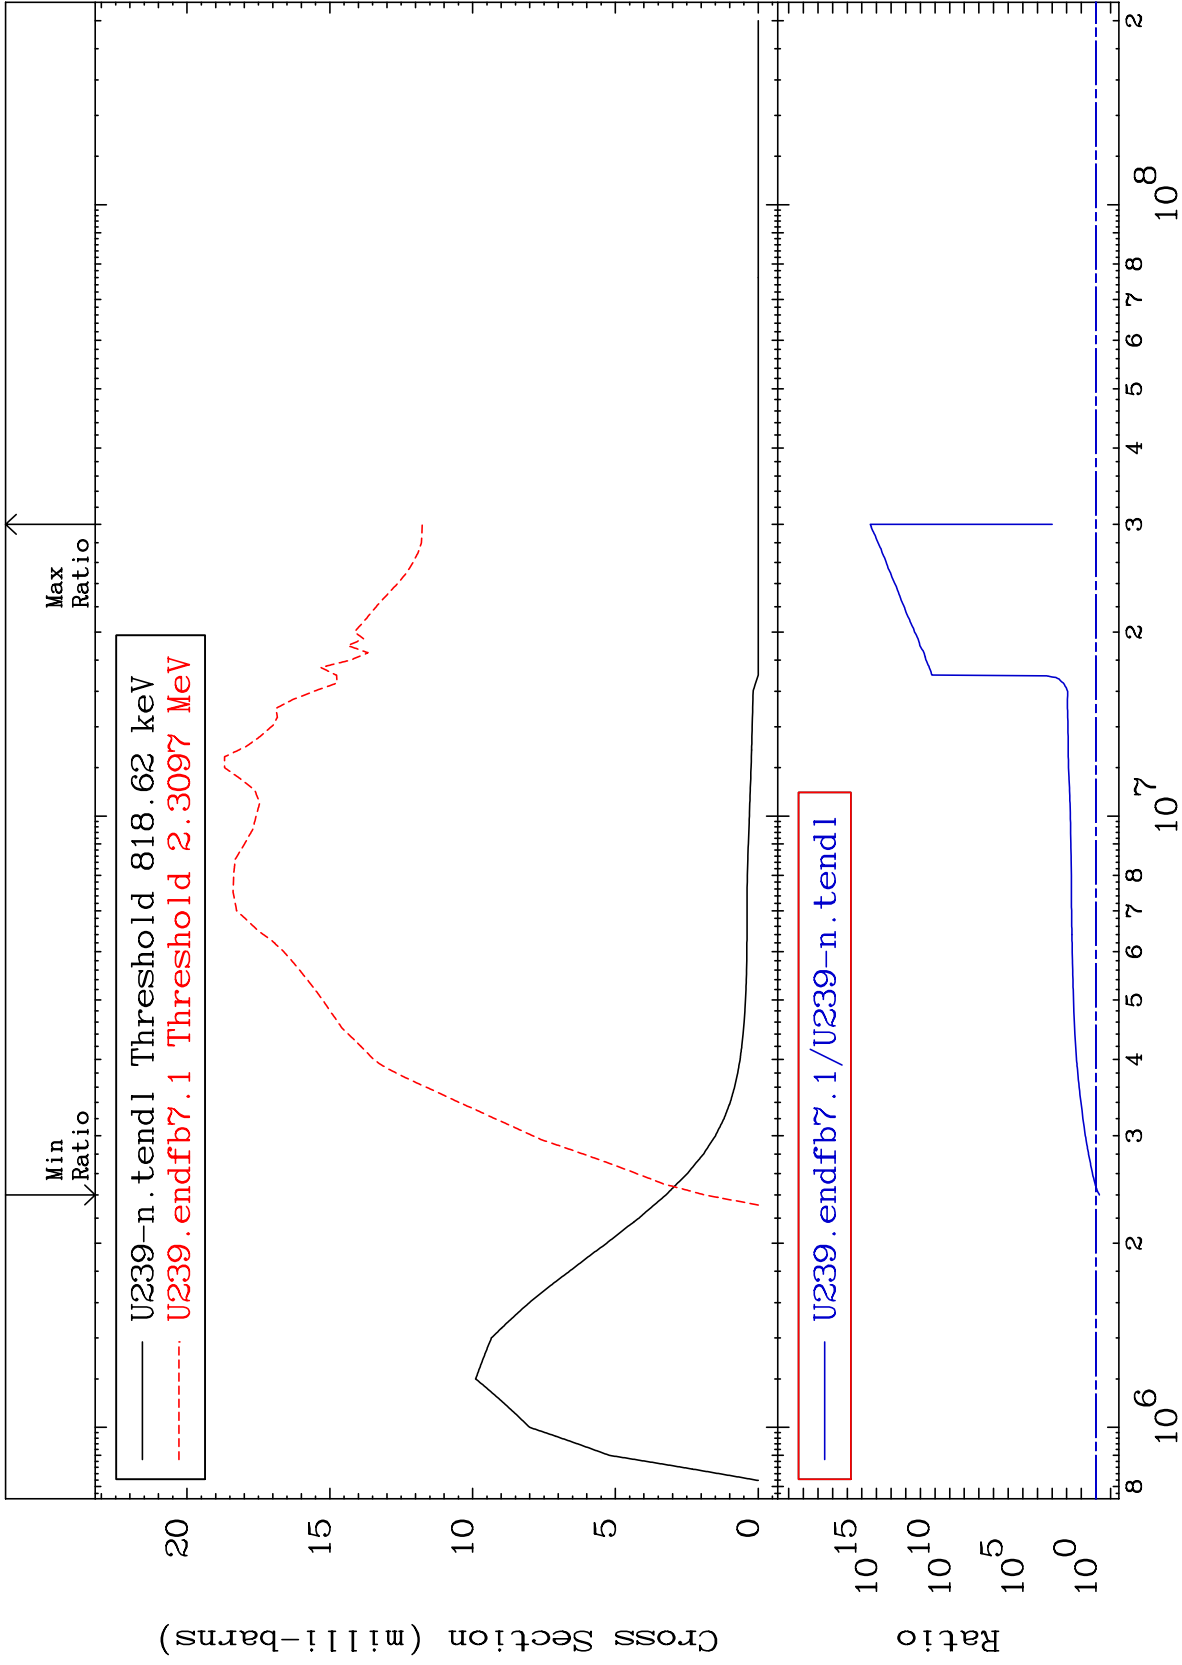 Min
Ratio
Max
Ratio
U239-n.tendl Threshold 818.62 keV
U239.endfb7.1 Threshold 2.3097 MeV
Cross Section (milli-barns)
20
15
10
5
0
U239.endfb7.1/U239-n.tendl
Ratio
10^15
10^10
10^5
10^0
8 10^6 2 3 4 5 6 7 8 10^7 2 3 4 5 6 7 8 10^8 2